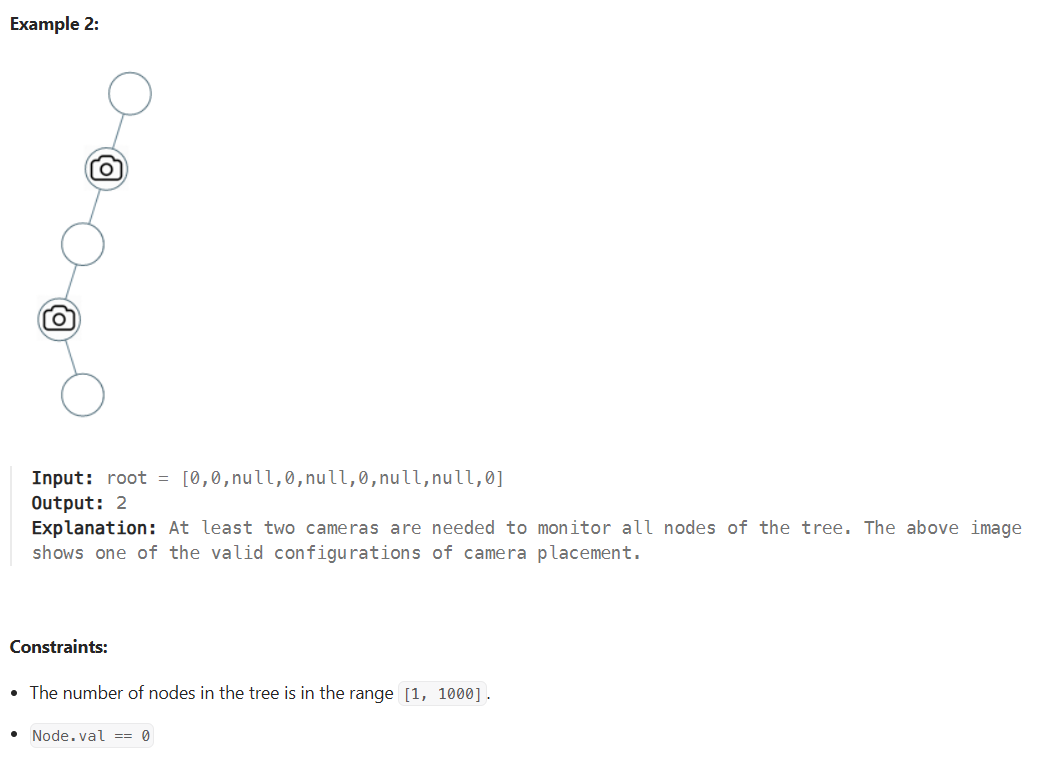 Example 2:
Input: root = [0,0,null,0,null,0,null,null,0]
Output: 2
Explanation: At least two cameras are needed to monitor all nodes of the tree. The above image
shows one of the valid configurations of camera placement.
Constraints:
• The number of nodes in the tree is in the range [1, 1000].
• Node.val == 0